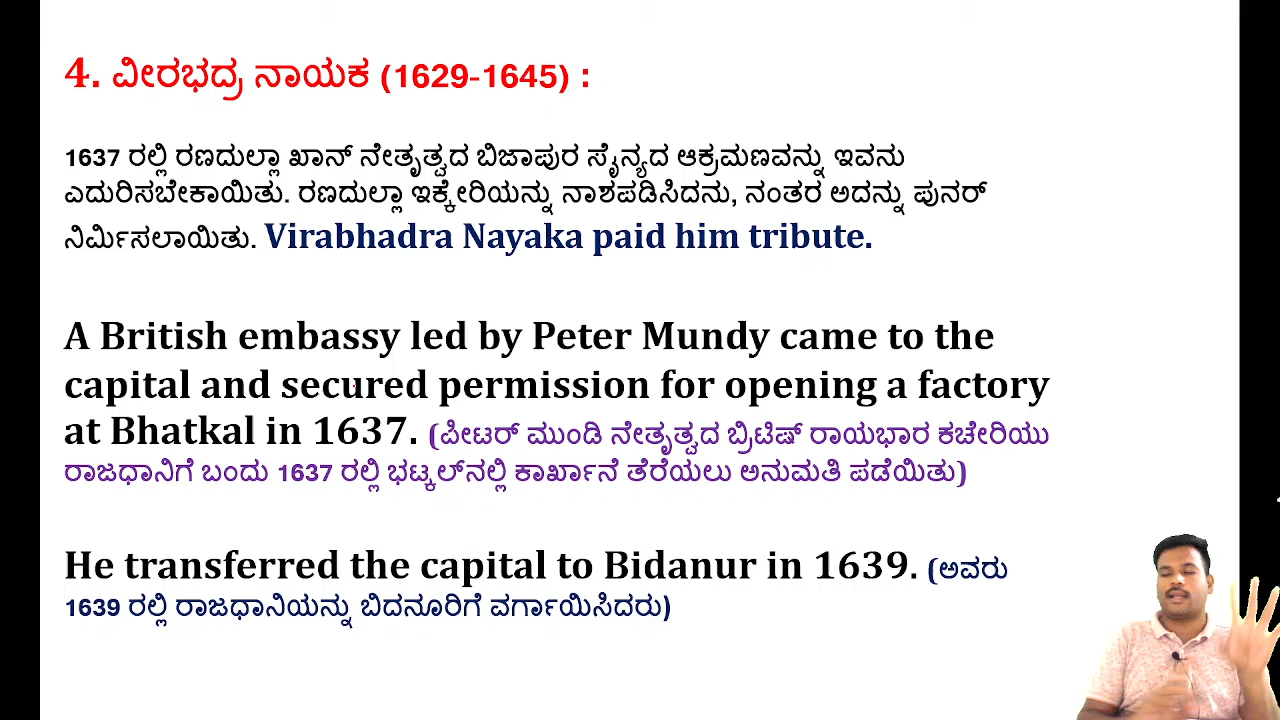 4. ವೀರಭದ್ರ ನಾಯಕ (1629-1645) :
1637 ರಲ್ಲಿ ರಣದುಲ್ಲಾ ಖಾನ್ ನೇತೃತ್ವದ ಬಿಜಾಪುರ ಸೈನ್ಯದ ಆಕ್ರಮಣವನ್ನು ಇವನು
ಎದುರಿಸಬೇಕಾಯಿತು. ರಣದುಲ್ಲಾ ಇಕ್ಕೇರಿಯನ್ನು ನಾಶಪಡಿಸಿದನು, ನಂತರ ಅದನ್ನು ಪುನರ್
ನಿರ್ಮಿಸಲಾಯಿತು. Virabhadra Nayaka paid him tribute.
A British embassy led by Peter Mundy came to the
capital and secured permission for opening a factory
at Bhatkal in 1637. (ಪೀಟರ್ ಮುಂಡಿ ನೇತೃತ್ವದ ಬ್ರಿಟಿಷ್ ರಾಯಭಾರ ಕಚೇರಿಯು
ರಾಜಧಾನಿಗೆ ಬಂದು 1637 ರಲ್ಲಿ ಭಟ್ಕಲ್‌ನಲ್ಲಿ ಕಾರ್ಖಾನೆ ತೆರೆಯಲು ಅನುಮತಿ ಪಡೆಯಿತು)
He transferred the capital to Bidanur in 1639. (ಅವರು
1639 ರಲ್ಲಿ ರಾಜಧಾನಿಯನ್ನು ಬಿದನೂರಿಗೆ ವರ್ಗಾಯಿಸಿದರು)